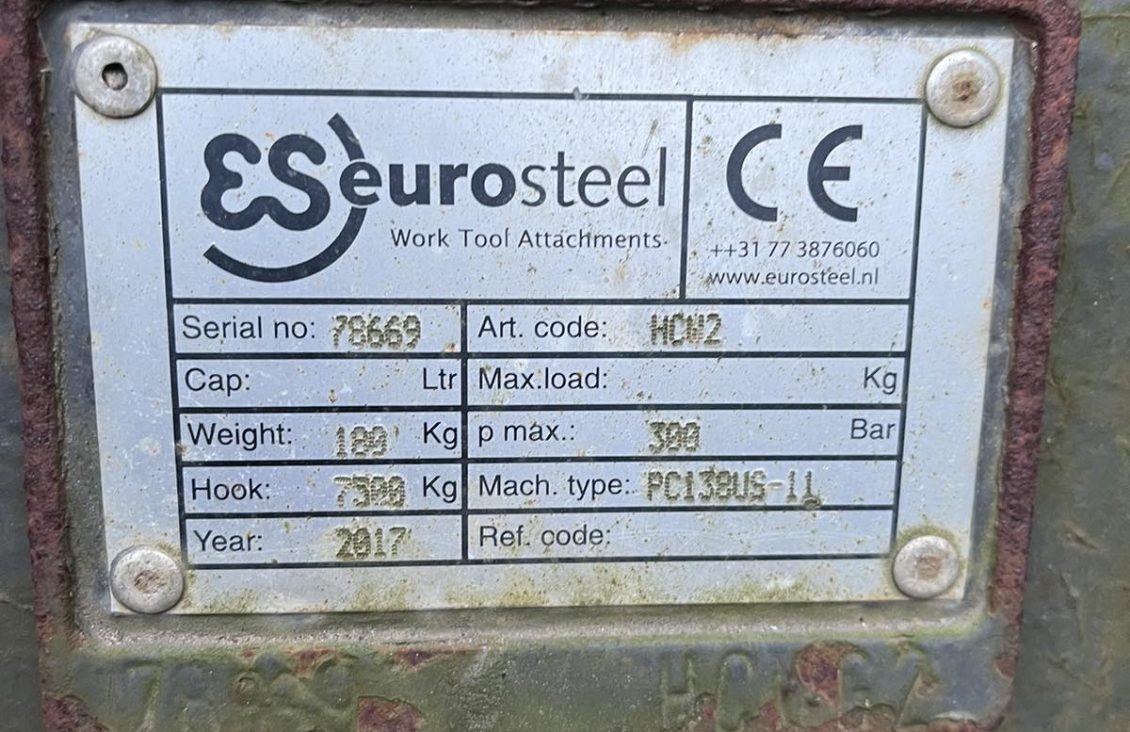 ES eurosteel
Work Tool Attachments
CE
++31 77 3876060
www.eurosteel.nl
Serial no: 78669 Art. code: HCW2
Cap: Ltr Max.load: Kg
Weight: 180 Kg p max.: 300 Bar
Hook: 7500 Kg Mach. type: PC138US-11
Year: 2017 Ref. code: